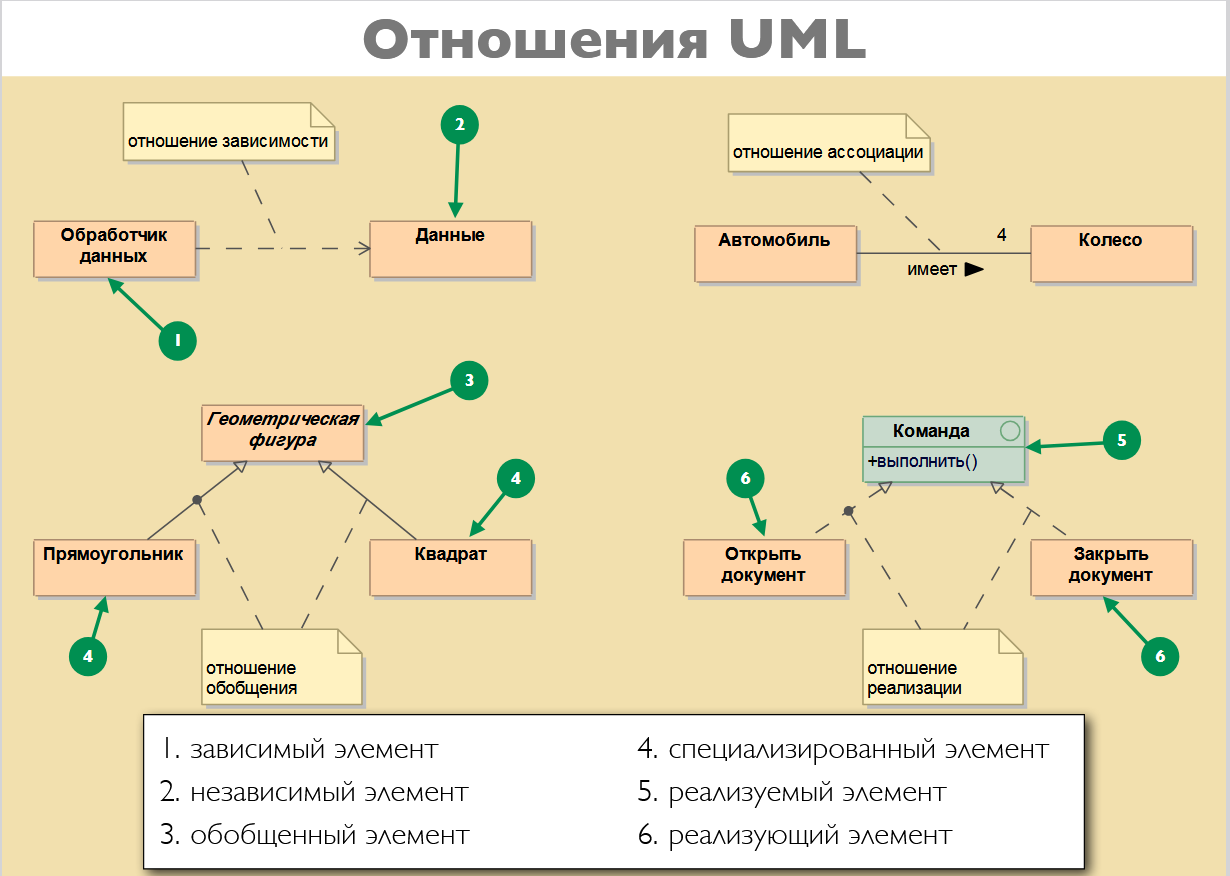 Отношения UML
отношение зависимости
2
Обработчик
данных
Данные
1
отношение ассоциации
Автомобиль
4
имеет
Колесо
3
Геометрическая
фигура
4
Прямоугольник
Квадрат
4
отношение
обобщения
5
Команда
+выполнить()
6
Открыть
документ
Закрыть
документ
6
отношение
реализации
1. зависимый элемент
2. независимый элемент
3. обобщенный элемент
4. специализированный элемент
5. реализуемый элемент
6. реализующий элемент